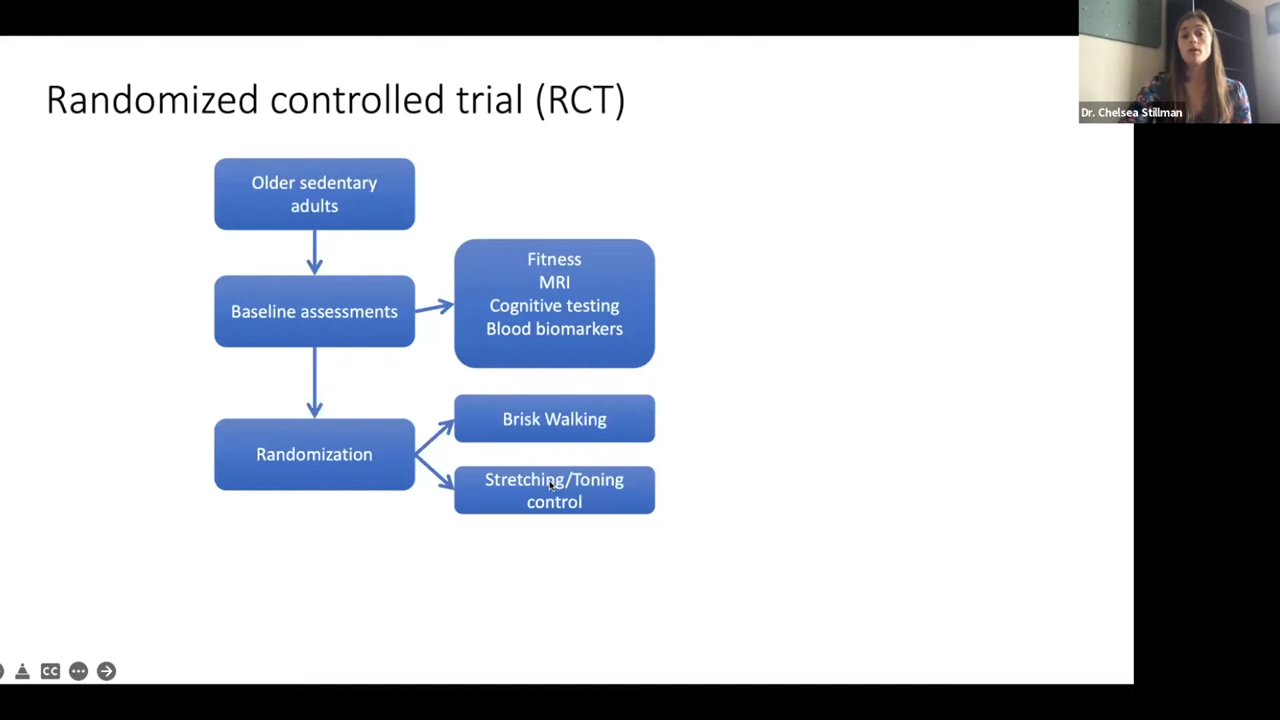 Randomized controlled trial (RCT)
Dr. Chelsea Stillman
Older sedentary
adults
Baseline assessments
Fitness
MRI
Cognitive testing
Blood biomarkers
Randomization
Brisk Walking
Stretching/Toning
control
CC